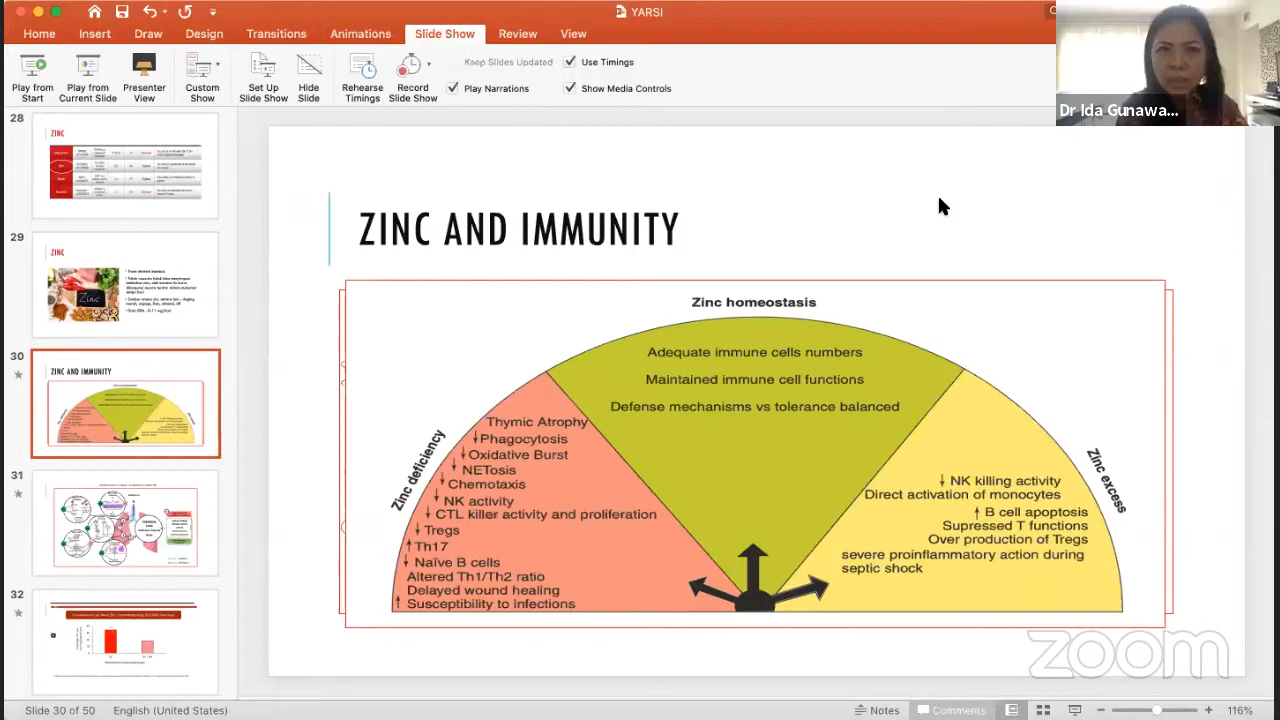 YARSI
Home Insert Draw Design Transitions Animations Slide Show Review View
Play from Start
Play from Current Slide
Presenter View
Custom Show
Set Up Slide Show
Hide Slide
Rehearse Timings
Record Slide Show
Keep Slides Updated
Use Timings
Play Narrations
Show Media Controls
Dr Ida Gunawa...
28
ZINC
29
ZINC
Zinc
30
ZINC AND IMMUNITY
31
32
ZINC AND IMMUNITY
Zinc homeostasis
Adequate immune cells numbers
Maintained immune cell functions
Defense mechanisms vs tolerance balanced
Zinc deficiency
Thymic Atrophy
↓Phagocytosis
↓Oxidative Burst
↓NETosis
↓Chemotaxis
↓NK activity
↓CTL killer activity and proliferation
↓Tregs
↑Th17
↓Naïve B cells
Altered Th1/Th2 ratio
Delayed wound healing
↑Susceptibility to infections
Zinc excess
↓ NK killing activity
Direct activation of monocytes
↑ B cell apoptosis
Supressed T functions
Over production of Tregs
severe proinflammatory action during
septic shock
zoom
Slide 30 of 50 English (United States)
Notes Comments 116%